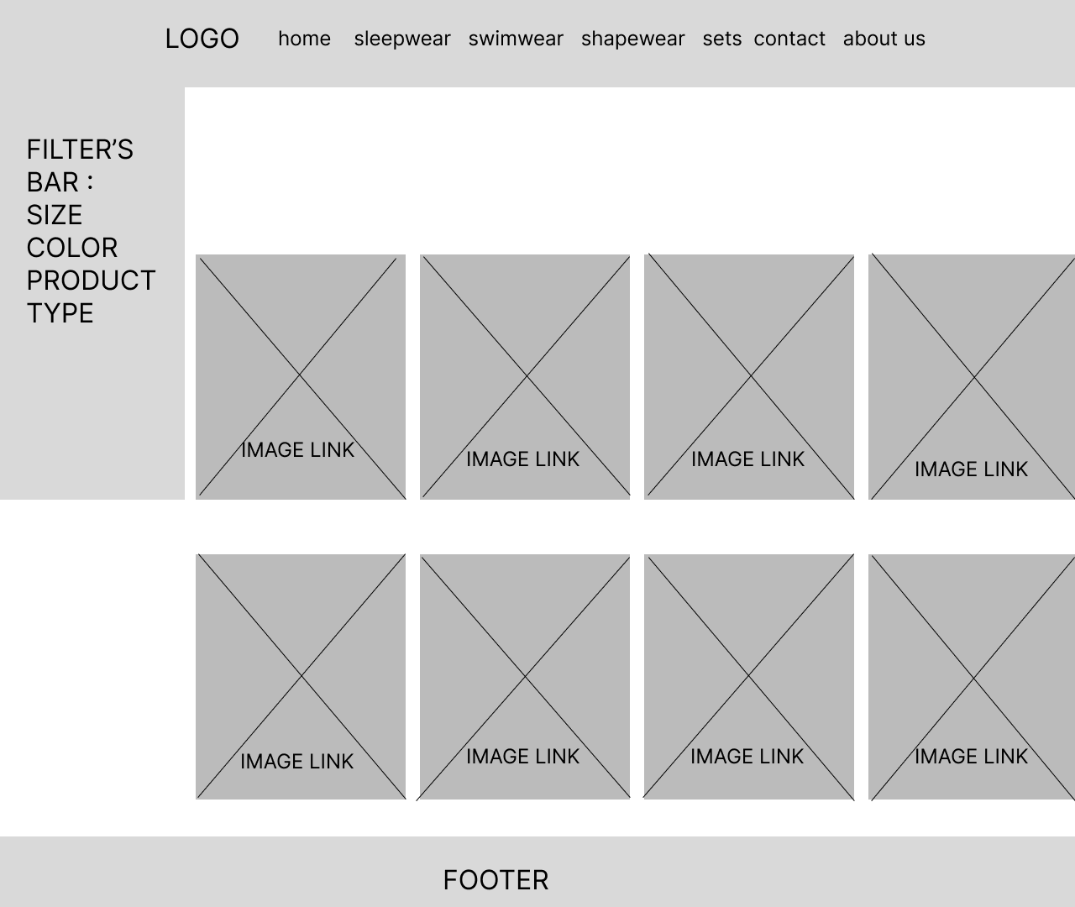 LOGO home sleepwear swimwear shapewear sets contact about us
FILTER’S
BAR :
SIZE
COLOR
PRODUCT
TYPE
IMAGE LINK
IMAGE LINK
IMAGE LINK
IMAGE LINK
IMAGE LINK
IMAGE LINK
IMAGE LINK
IMAGE LINK
FOOTER